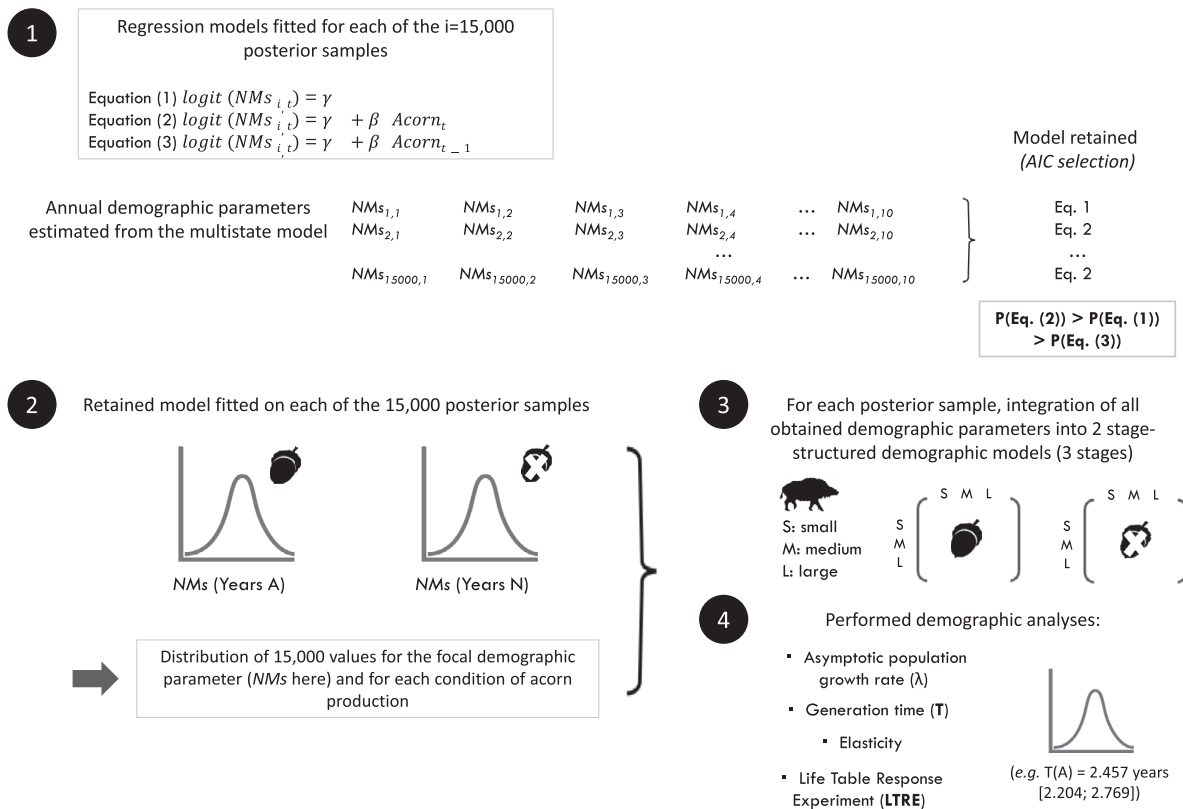 1
Regression models fitted for each of the i=15,000
posterior samples
Equation (1) logit (NMs i,t) = γ
Equation (2) logit (NMs i,t) = γ + β Acorn t
Equation (3) logit (NMs i,t) = γ + β Acorn t _ 1
Model retained
(AIC selection)
Annual demographic parameters
estimated from the multistate model
NMs1,1 NMs1,2 NMs1,3 NMs1,4 ... NMs1,10 Eq. 1
NMs2,1 NMs2,2 NMs2,3 NMs2,4 ... NMs2,10 Eq. 2
... ...
NMs15000,1 NMs15000,2 NMs15000,3 NMs15000,4 ... NMs15000,10 Eq. 2
P(Eq. (2)) > P(Eq. (1))
> P(Eq. (3))
2
Retained model fitted on each of the 15,000 posterior samples
NMs (Years A)
NMs (Years N)
Distribution of 15,000 values for the focal demographic
parameter (NMs here) and for each condition of acorn
production
3
For each posterior sample, integration of all
obtained demographic parameters into 2 stage-
structured demographic models (3 stages)
S: small
M: medium
L: large
S M L
S
M
L
S M L
S
M
L
4
Performed demographic analyses:
▪ Asymptotic population
growth rate (λ)
▪ Generation time (T)
▪ Elasticity
▪ Life Table Response
Experiment (LTRE)
(e.g. T(A) = 2.457 years
[2.204; 2.769])